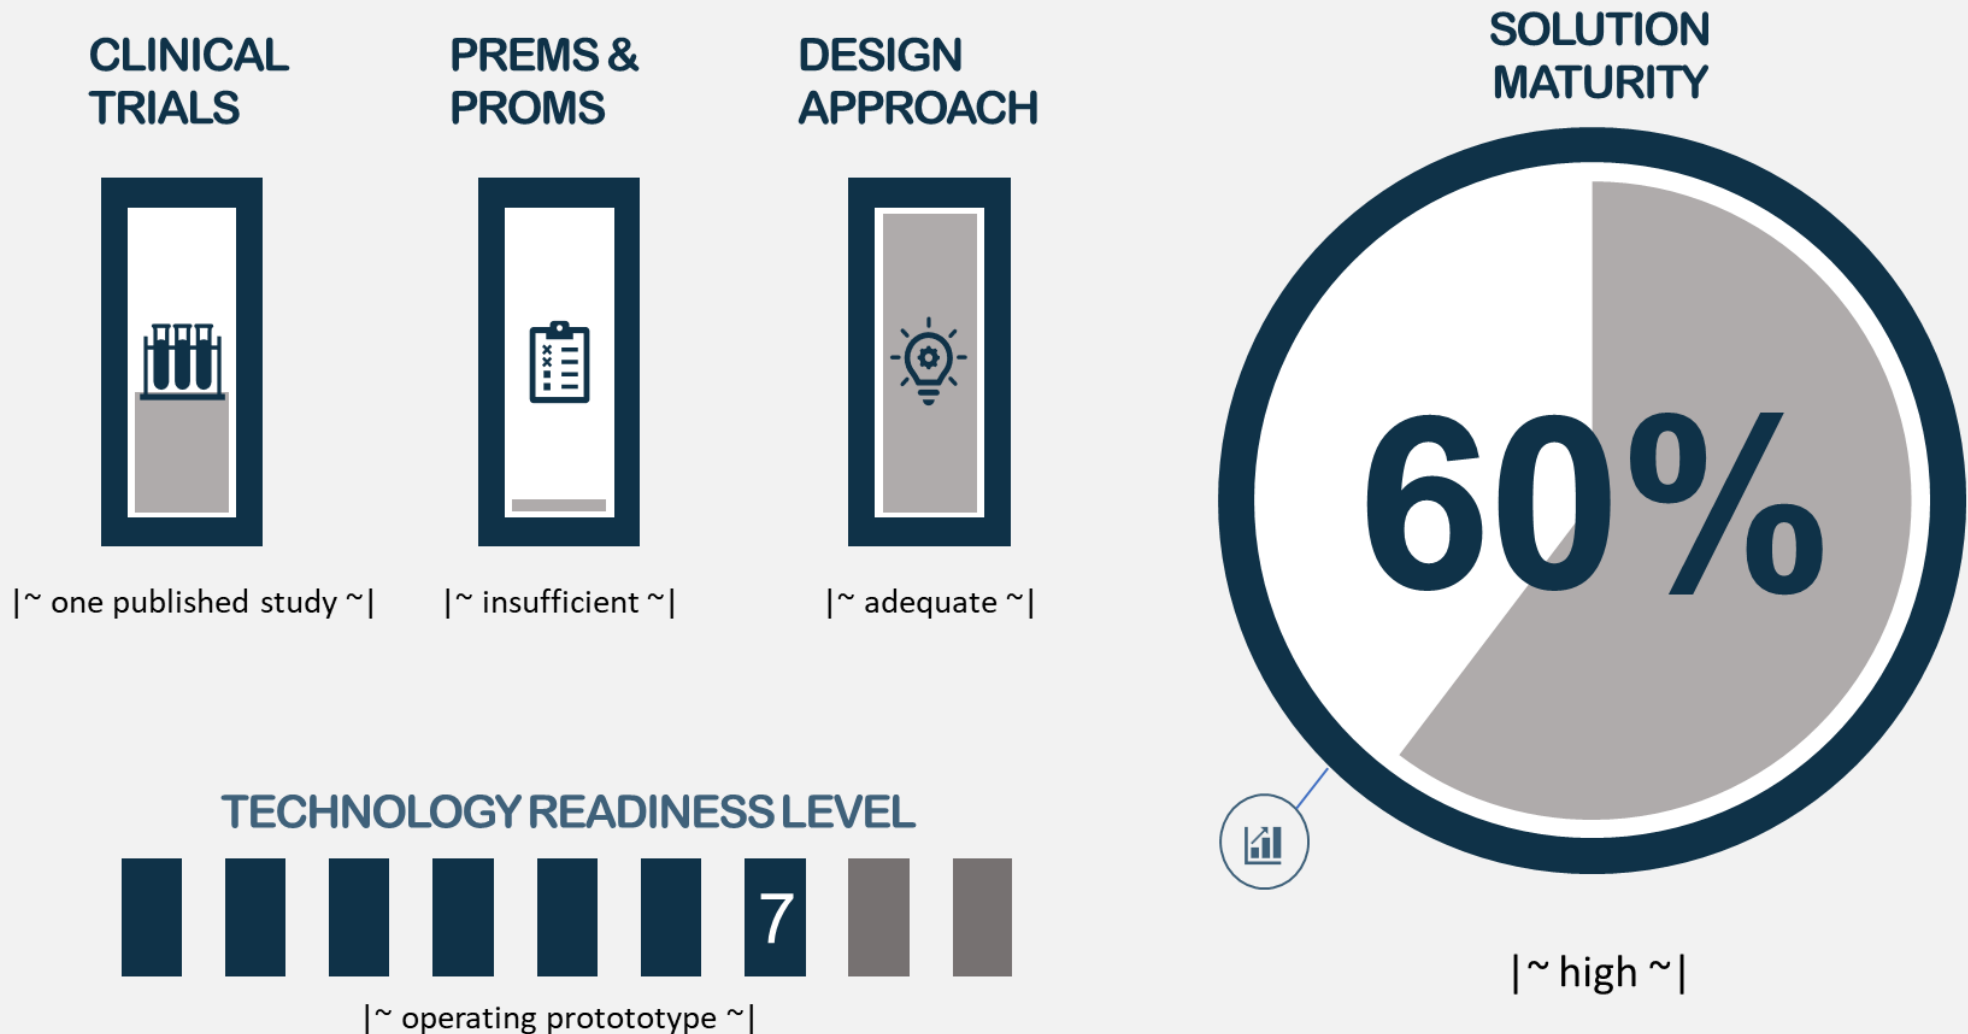 CLINICAL
TRIALS
PREMS &
PROMS
DESIGN
APPROACH
SOLUTION
MATURITY
60%
|~ one published study ~|
|~ insufficient ~|
|~ adequate ~|
TECHNOLOGY READINESS LEVEL
7
|~ operating protototype ~|
|~ high ~|